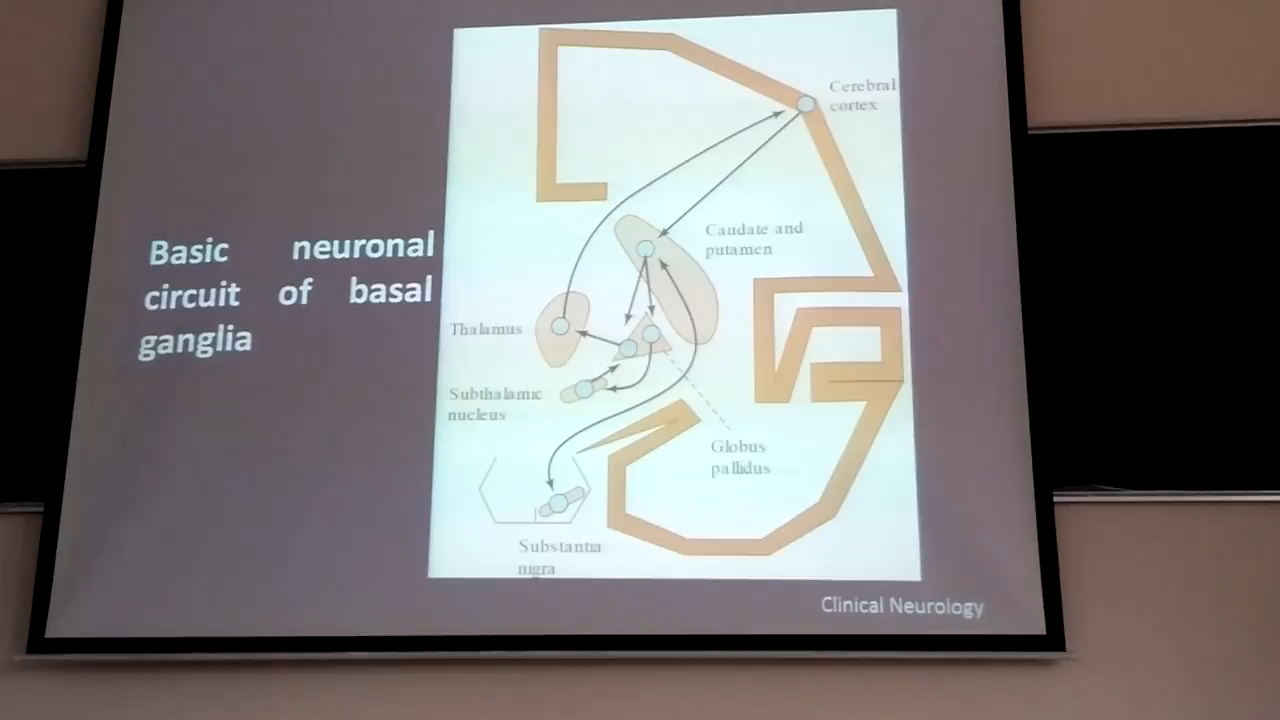 Basic neuronal
circuit of basal
ganglia
Cerebral
cortex
Caudate and
putamen
Thalamus
Subthalamic
nucleus
Globus
pallidus
Substantia
nigra
Clinical Neurology